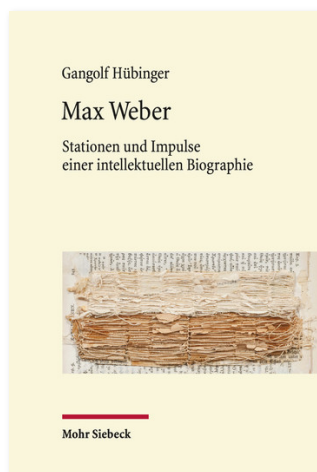 Gangolf Hübinger
Max Weber
Stationen und Impulse
einer intellektuellen Biographie
Mohr Siebeck